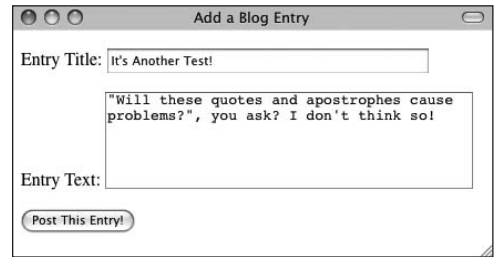 Add a Blog Entry
Entry Title: It's Another Test!
"Will these quotes and apostrophes cause
problems?", you ask? I don't think so!
Entry Text:
Post This Entry!